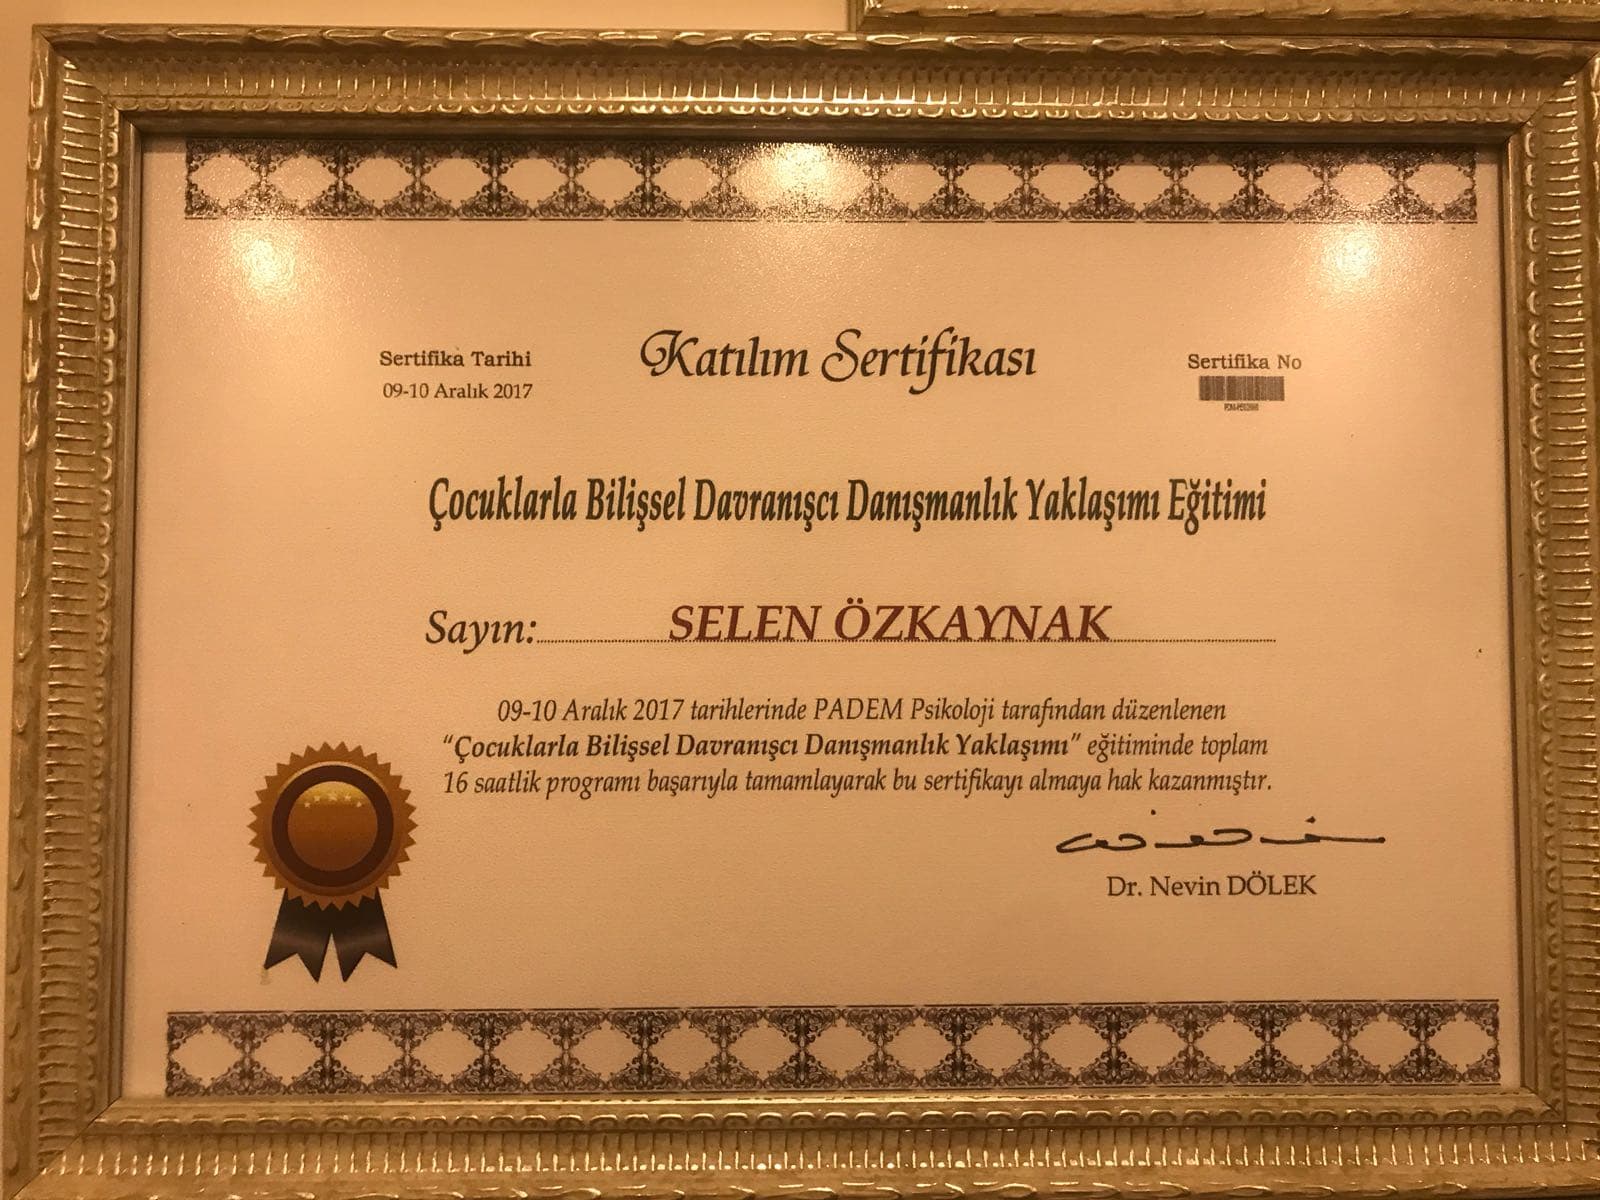 Katılım Sertifikası
Sertifika Tarihi
09-10 Aralık 2017
Sertifika No
Çocuklarla Bilişsel Davranışçı Danışmanlık Yaklaşımı Eğitimi
Sayın: SELEN ÖZKAYNAK
09-10 Aralık 2017 tarihlerinde PADEM Psikoloji tarafından düzenlenen
“Çocuklarla Bilişsel Davranışcı Danışmanlık Yaklaşımı” eğitiminde toplam
16 saatlik programı başarıyla tamamlayarak bu sertifikayı almaya hak kazanmıştır.
Dr. Nevin DÖLEK